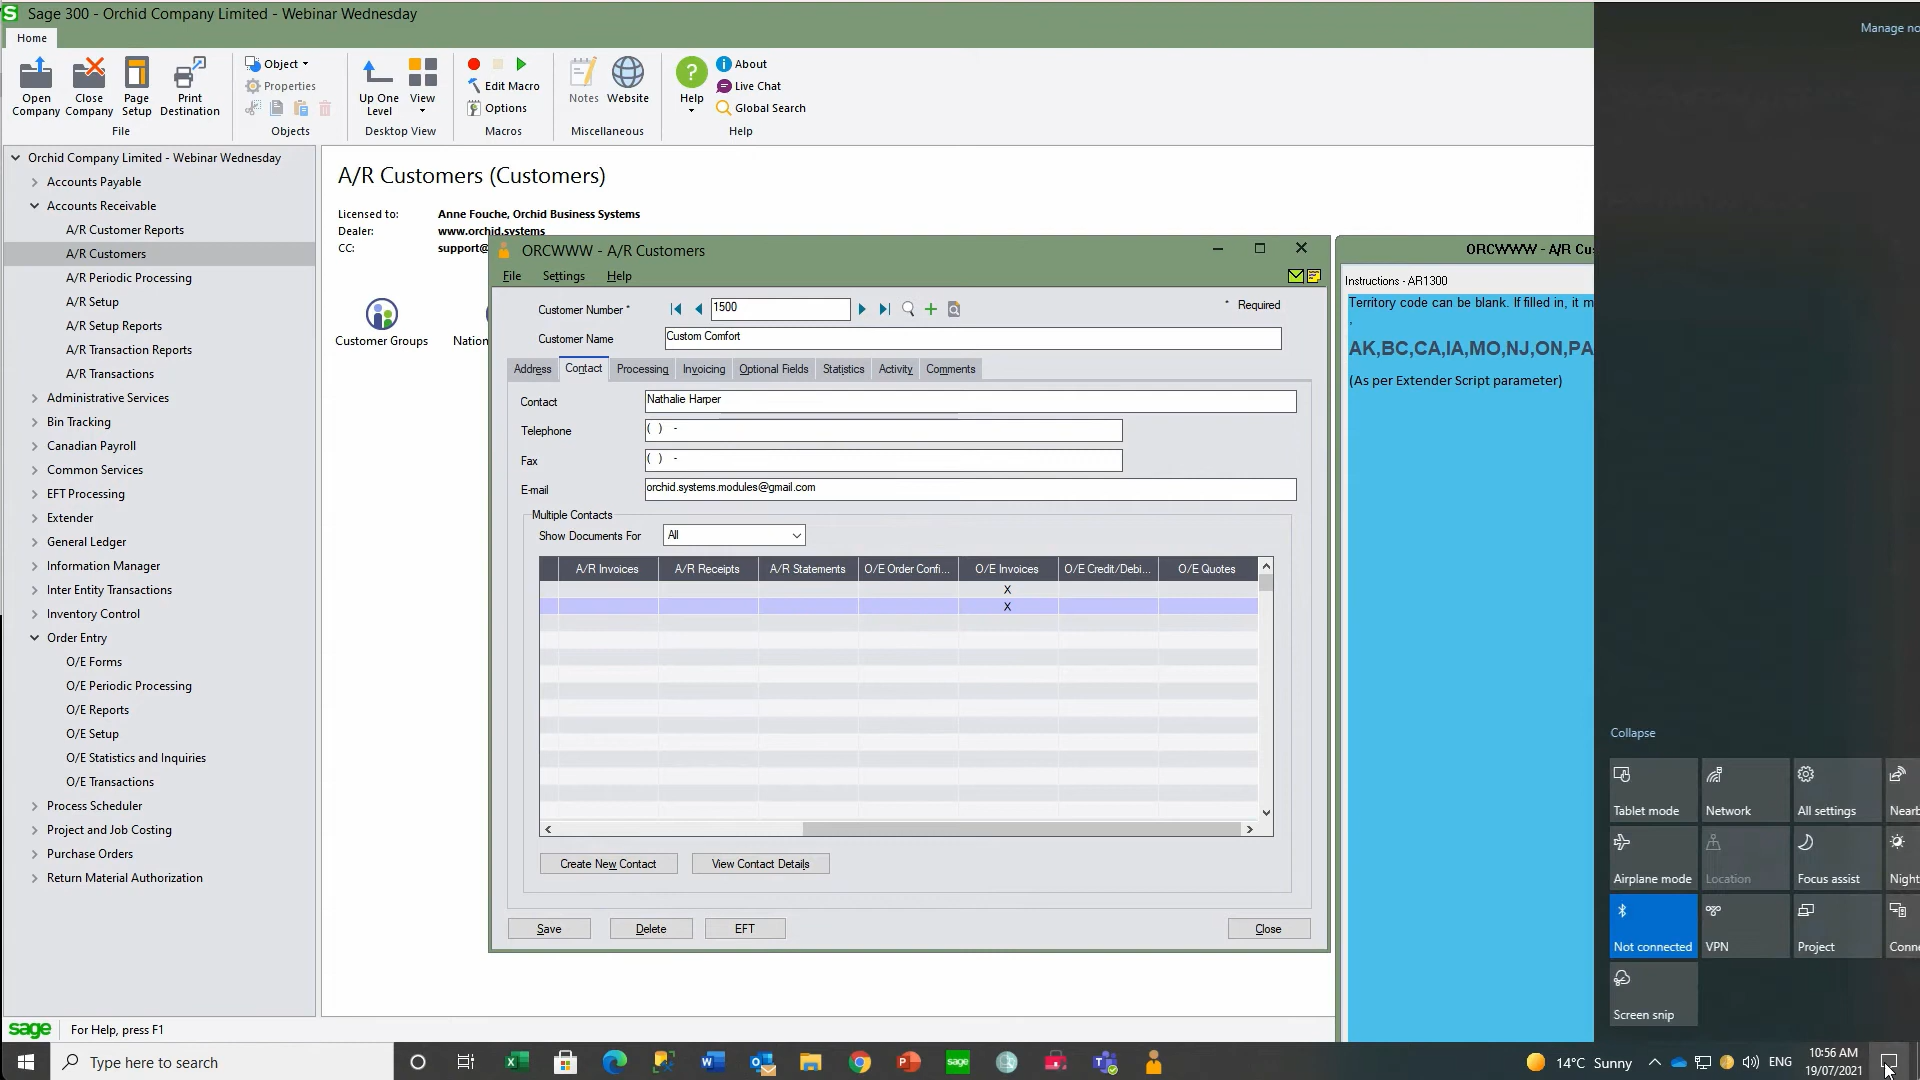 Sage 300 - Orchid Company Limited - Webinar Wednesday
Manage no
Home
Open Company
Close Company
Page Setup
Print Destination
File
Object
Properties
Objects
Up One Level
View
Desktop View
Edit Macro
Options
Macros
Notes
Website
Miscellaneous
Help
About
Live Chat
Global Search
Help
Orchid Company Limited - Webinar Wednesday
Accounts Payable
Accounts Receivable
A/R Customer Reports
A/R Customers
A/R Periodic Processing
A/R Setup
A/R Setup Reports
A/R Transaction Reports
A/R Transactions
Administrative Services
Bin Tracking
Canadian Payroll
Common Services
EFT Processing
Extender
General Ledger
Information Manager
Inter Entity Transactions
Inventory Control
Order Entry
O/E Forms
O/E Periodic Processing
O/E Reports
O/E Setup
O/E Statistics and Inquiries
O/E Transactions
Process Scheduler
Project and Job Costing
Purchase Orders
Return Material Authorization
A/R Customers (Customers)
Licensed to: Anne Fouche, Orchid Business Systems
Dealer: www.orchid.systems
CC: support@
Customer Groups
Nation
ORCWWW - A/R Customers
File Settings Help
Customer Number * 1500
* Required
Customer Name Custom Comfort
Address Contact Processing Invoicing Optional Fields Statistics Activity Comments
Contact Nathalie Harper
Telephone ( ) -
Fax ( ) -
E-mail orchid.systems.modules@gmail.com
Multiple Contacts
Show Documents For All
A/R Invoices A/R Receipts A/R Statements O/E Order Confi... O/E Invoices O/E Credit/Debi... O/E Quotes
X
X
Create New Contact View Contact Details
Save Delete EFT Close
ORCWWW - A/R Cu
Instructions - AR1300
Territory code can be blank. If filled in, it m
,
AK,BC,CA,IA,MO,NJ,ON,PA
(As per Extender Script parameter)
Collapse
Tablet mode Network All settings Nearb
Airplane mode Location Focus assist Night
Not connected VPN Project Conne
Screen snip
sage For Help, press F1
Type here to search
sage
14°C Sunny
ENG
10:56 AM
19/07/2021